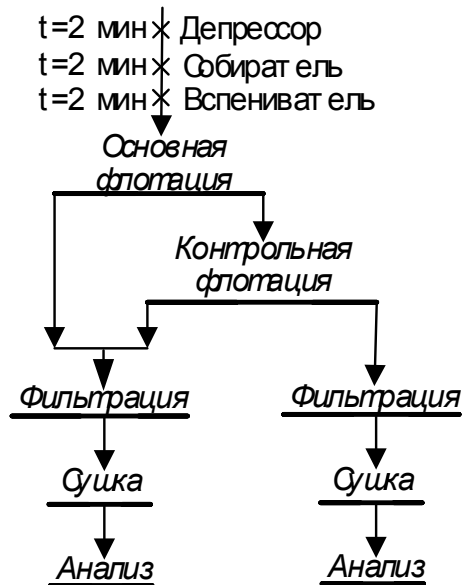 t=2 мин Депрессор
t=2 мин Собиратель
t=2 мин Вспениватель
Основная
флотация
Контрольная
флотация
Фильтрация
Фильтрация
Сушка
Сушка
Анализ
Анализ